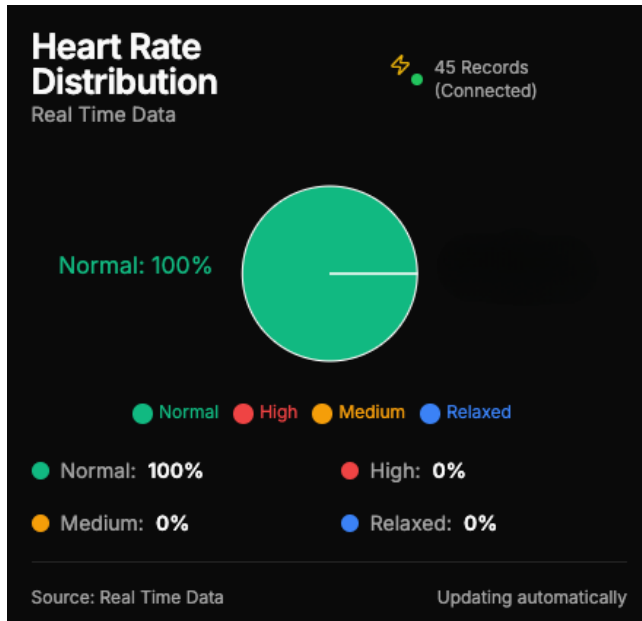 Heart Rate
Distribution
Real Time Data
45 Records
(Connected)
Normal: 100%
Normal
High
Medium
Relaxed
Normal: 100%
High: 0%
Medium: 0%
Relaxed: 0%
Source: Real Time Data
Updating automatically